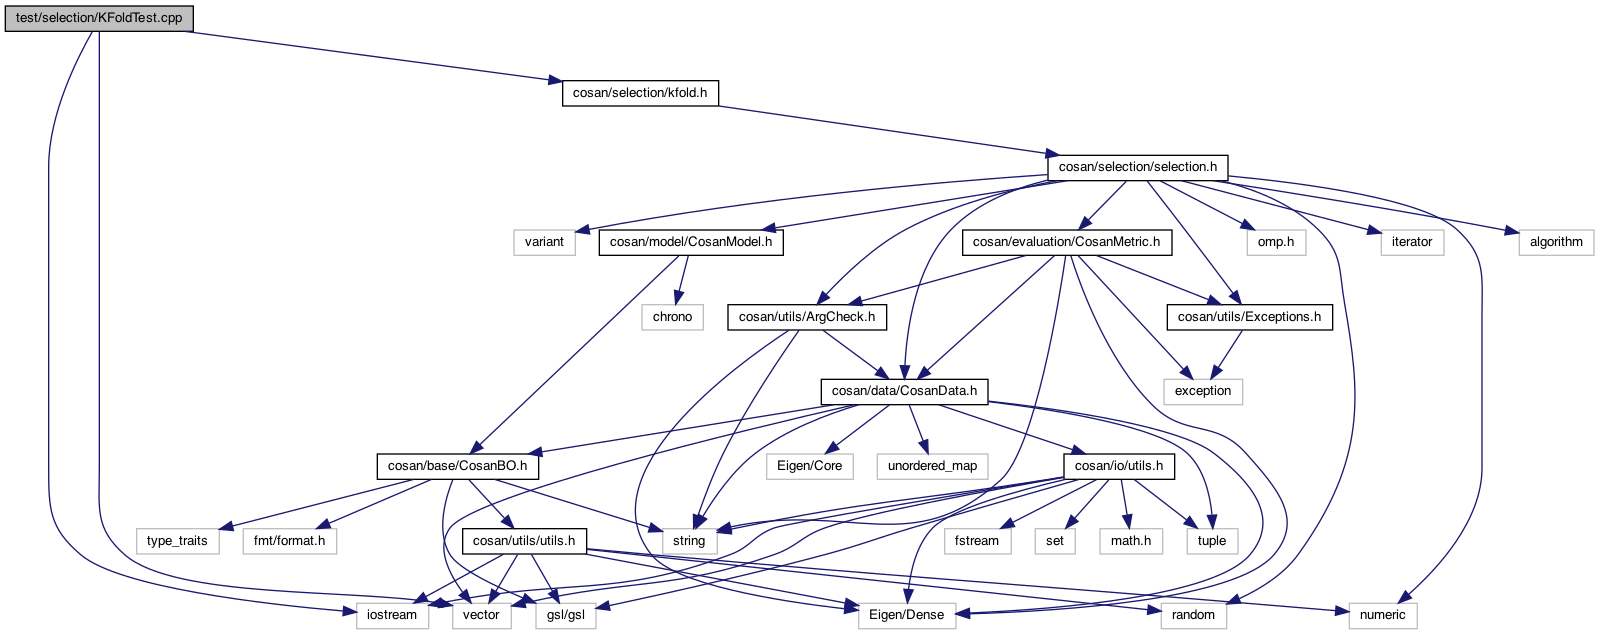 test/selection/KFoldTest.cpp
cosan/selection/kfold.h
cosan/selection/selection.h
variant
cosan/model/CosanModel.h
cosan/evaluation/CosanMetric.h
omp.h
iterator
algorithm
chrono
cosan/utils/ArgCheck.h
cosan/utils/Exceptions.h
cosan/data/CosanData.h
exception
cosan/base/CosanBO.h
Eigen/Core
unordered_map
cosan/io/utils.h
type_traits
fmt/format.h
cosan/utils/utils.h
string
fstream
set
math.h
tuple
iostream
vector
gsl/gsl
Eigen/Dense
random
numeric